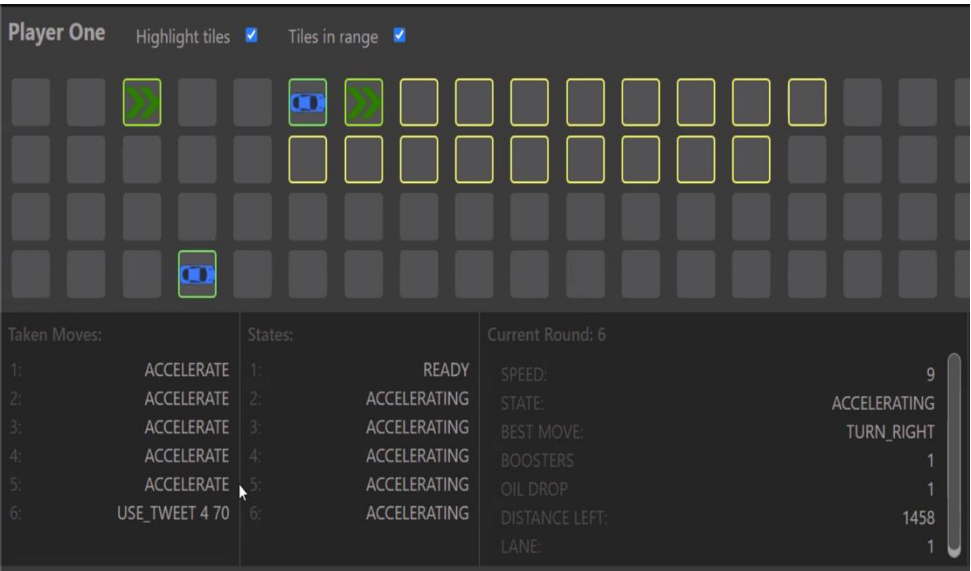 Player One Highlight tiles Tiles in range
Taken Moves: States: Current Round: 6
1: ACCELERATE 1: READY SPEED: 9
2: ACCELERATE 2: ACCELERATING STATE: ACCELERATING
3: ACCELERATE 3: ACCELERATING BEST MOVE: TURN_RIGHT
4: ACCELERATE 4: ACCELERATING BOOSTERS 1
5: ACCELERATE 5: ACCELERATING OIL DROP 1
6: USE_TWEET 4 70 6: ACCELERATING DISTANCE LEFT: 1458
LANE: 1